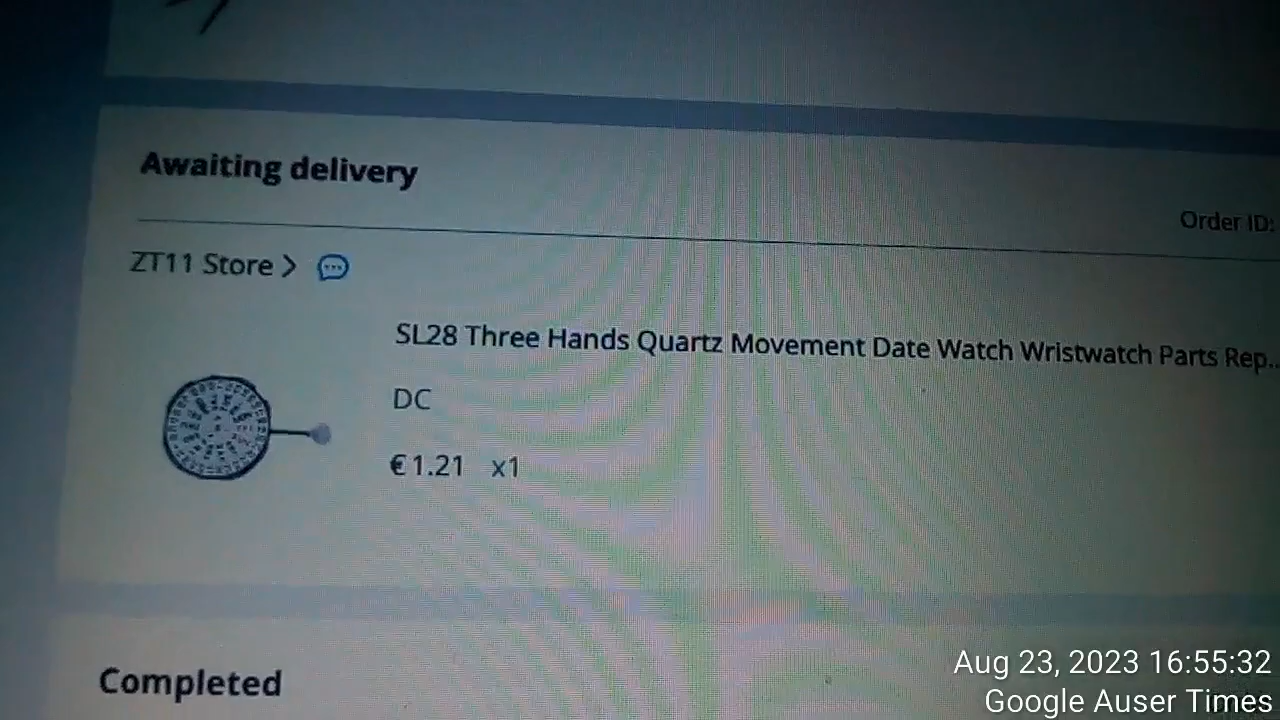 Awaiting delivery
Order ID:
ZT11 Store >
SL28 Three Hands Quartz Movement Date Watch Wristwatch Parts Rep...
DC
€1.21 x1
Completed
Aug 23, 2023 16:55:32
Google Auser Times